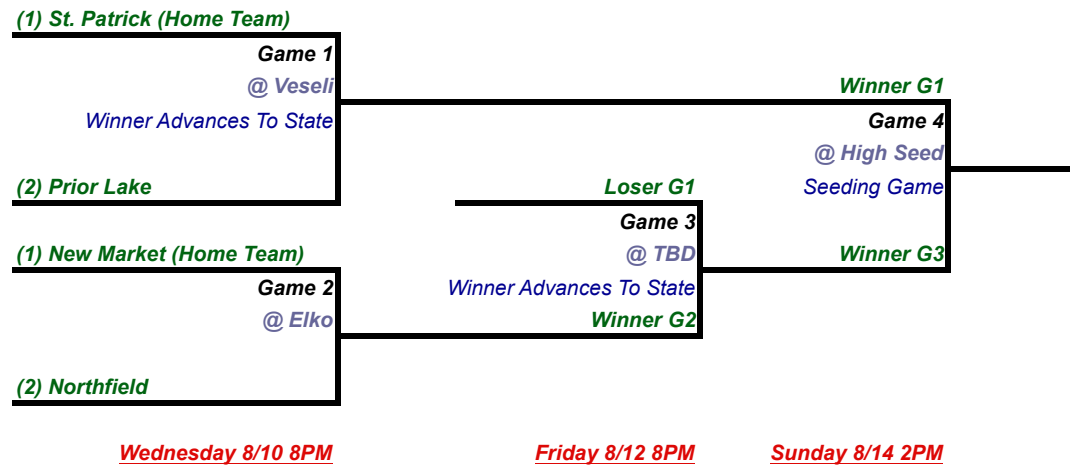 (1) St. Patrick (Home Team)
Game 1
@ Veseli
Winner Advances To State
(2) Prior Lake
(1) New Market (Home Team)
Game 2
@ Elko
(2) Northfield
Wednesday 8/10 8PM
Loser G1
Game 3
@ TBD
Winner Advances To State
Winner G2
Friday 8/12 8PM
Winner G1
Game 4
@ High Seed
Seeding Game
Winner G3
Sunday 8/14 2PM